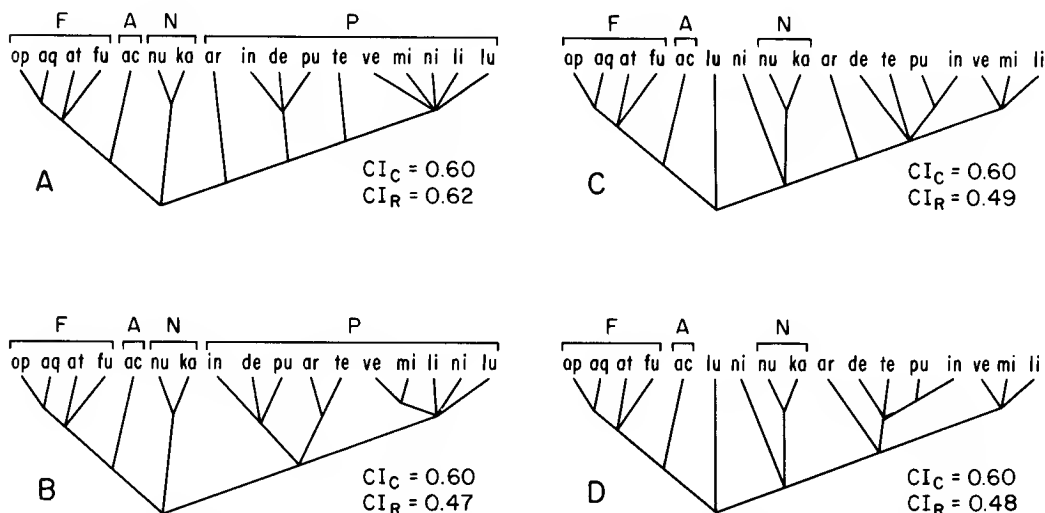 F A N P
op aq at fu ac nu ka ar in de pu te ve mi ni li lu
A
CI_C = 0.60
CI_R = 0.62
F A N
op aq at fu ac lu ni nu ka ar de te pu in ve mi li
C
CI_C = 0.60
CI_R = 0.49
F A N P
op aq at fu ac nu ka in de pu ar te ve mi li ni lu
B
CI_C = 0.60
CI_R = 0.47
F A N
op aq at fu ac lu ni nu ka ar de te pu in ve mi li
D
CI_C = 0.60
CI_R = 0.48